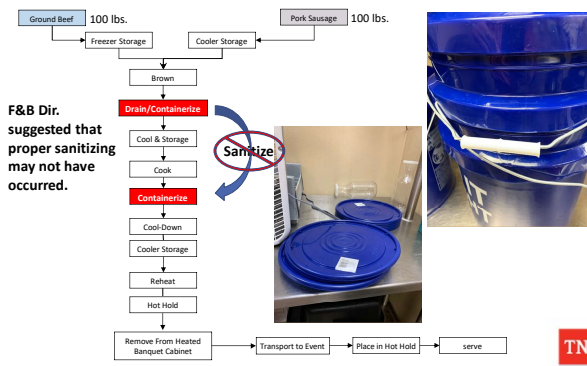 Ground Beef
100 lbs.
Pork Sausage
100 lbs.
Freezer Storage
Cooler Storage
Brown
Drain/Containerize
F&B Dir.
suggested that
proper sanitizing
may not have
occurred.
Cool & Storage
Sanitize
Cook
Containerize
Cool-Down
Cooler Storage
Reheat
Hot Hold
Remove From Heated
Banquet Cabinet
Transport to Event
Place in Hot Hold
serve
TN